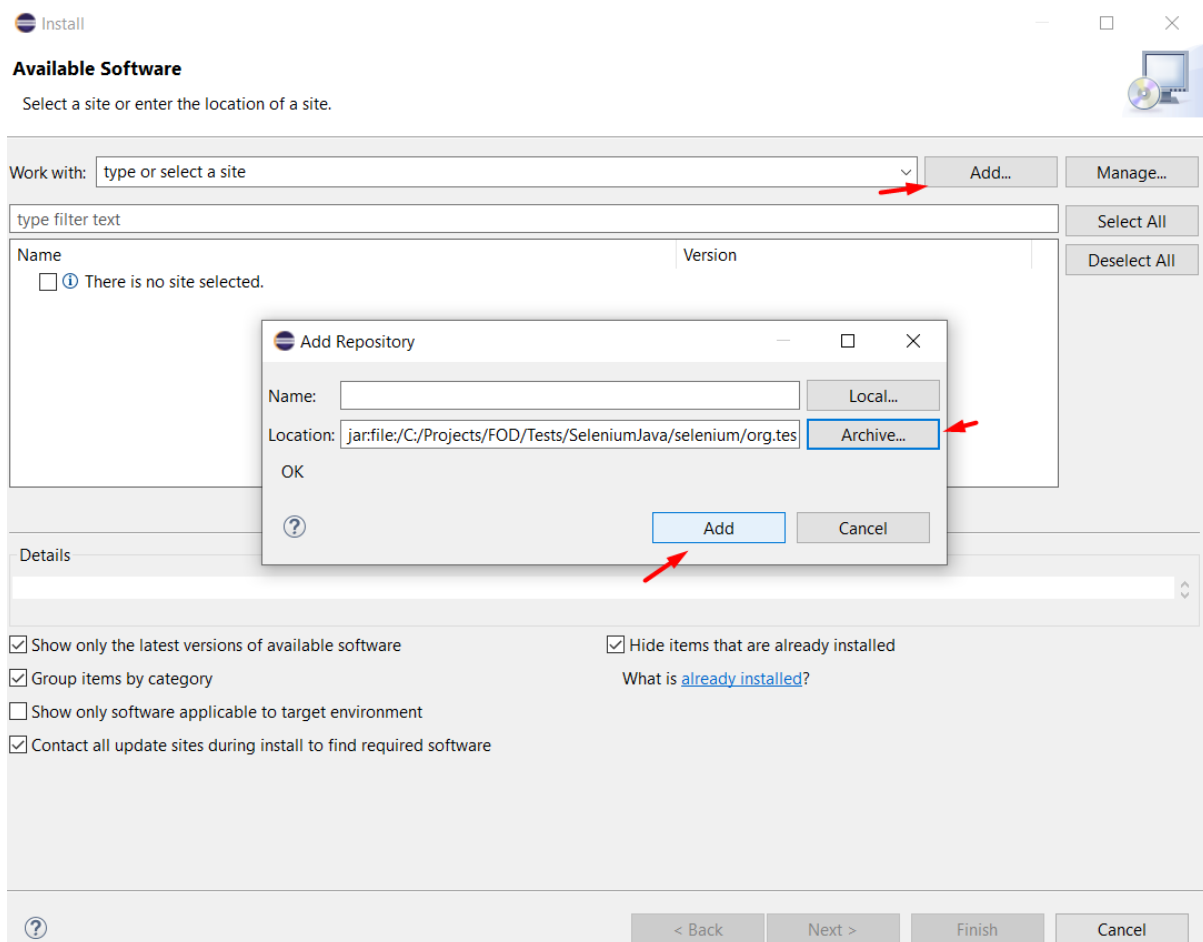 Install
Available Software
Select a site or enter the location of a site.
Work with: type or select a site Add... Manage...
type filter text Select All
Name Version Deselect All
There is no site selected.
Add Repository
Name: Local...
Location: jar:file:/C:/Projects/FOD/Tests/SeleniumJava/selenium/org.tes Archive...
OK
? Add Cancel
Details
Show only the latest versions of available software Hide items that are already installed
Group items by category What is already installed?
Show only software applicable to target environment
Contact all update sites during install to find required software
? < Back Next > Finish Cancel